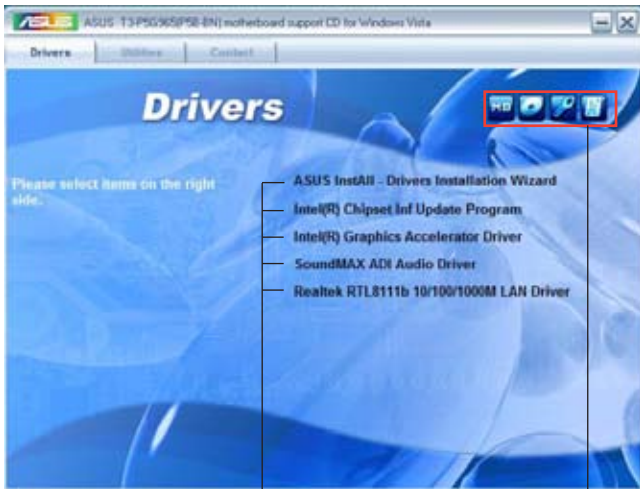 ASUS ASUS T3-P5G965(P5B-BN) motherboard support CD for Windows Vista
Drivers Utilities Contact
Drivers
Please select items on the right
side.
ASUS InstAll - Drivers Installation Wizard
Intel(R) Chipset Inf Update Program
Intel(R) Graphics Accelerator Driver
SoundMAX ADI Audio Driver
Realtek RTL8111b 10/100/1000M LAN Driver